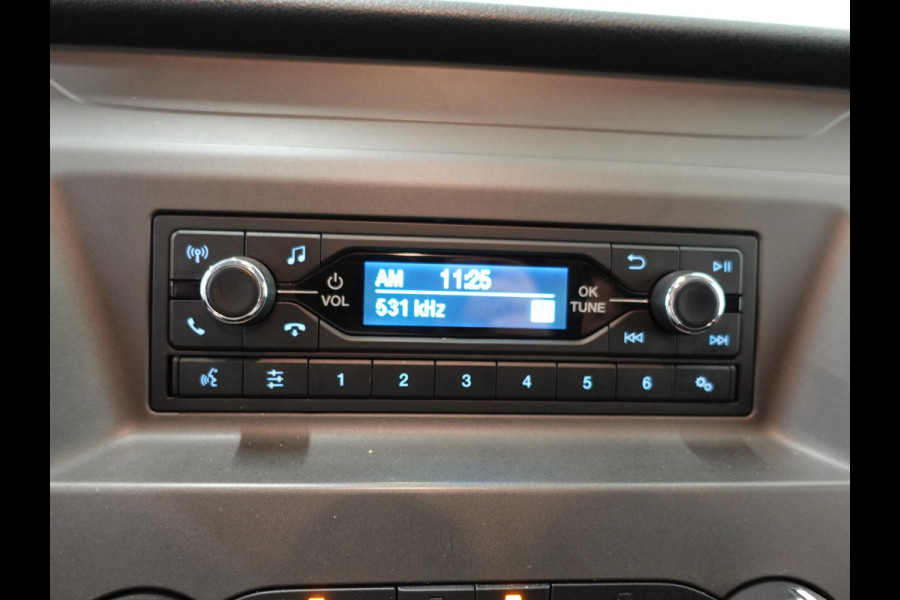 AM 11:25
531 kHz
VOL
OK
TUNE
1 2 3 4 5 6